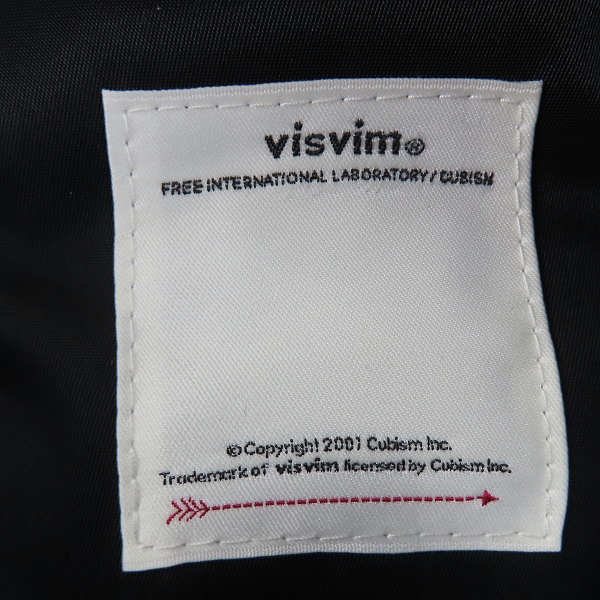 visvim®
FREE INTERNATIONAL LABORATORY/CUBISM
© Copyright 2001 Cubism Inc.
Trademark of visvim licensed by Cubism Inc.